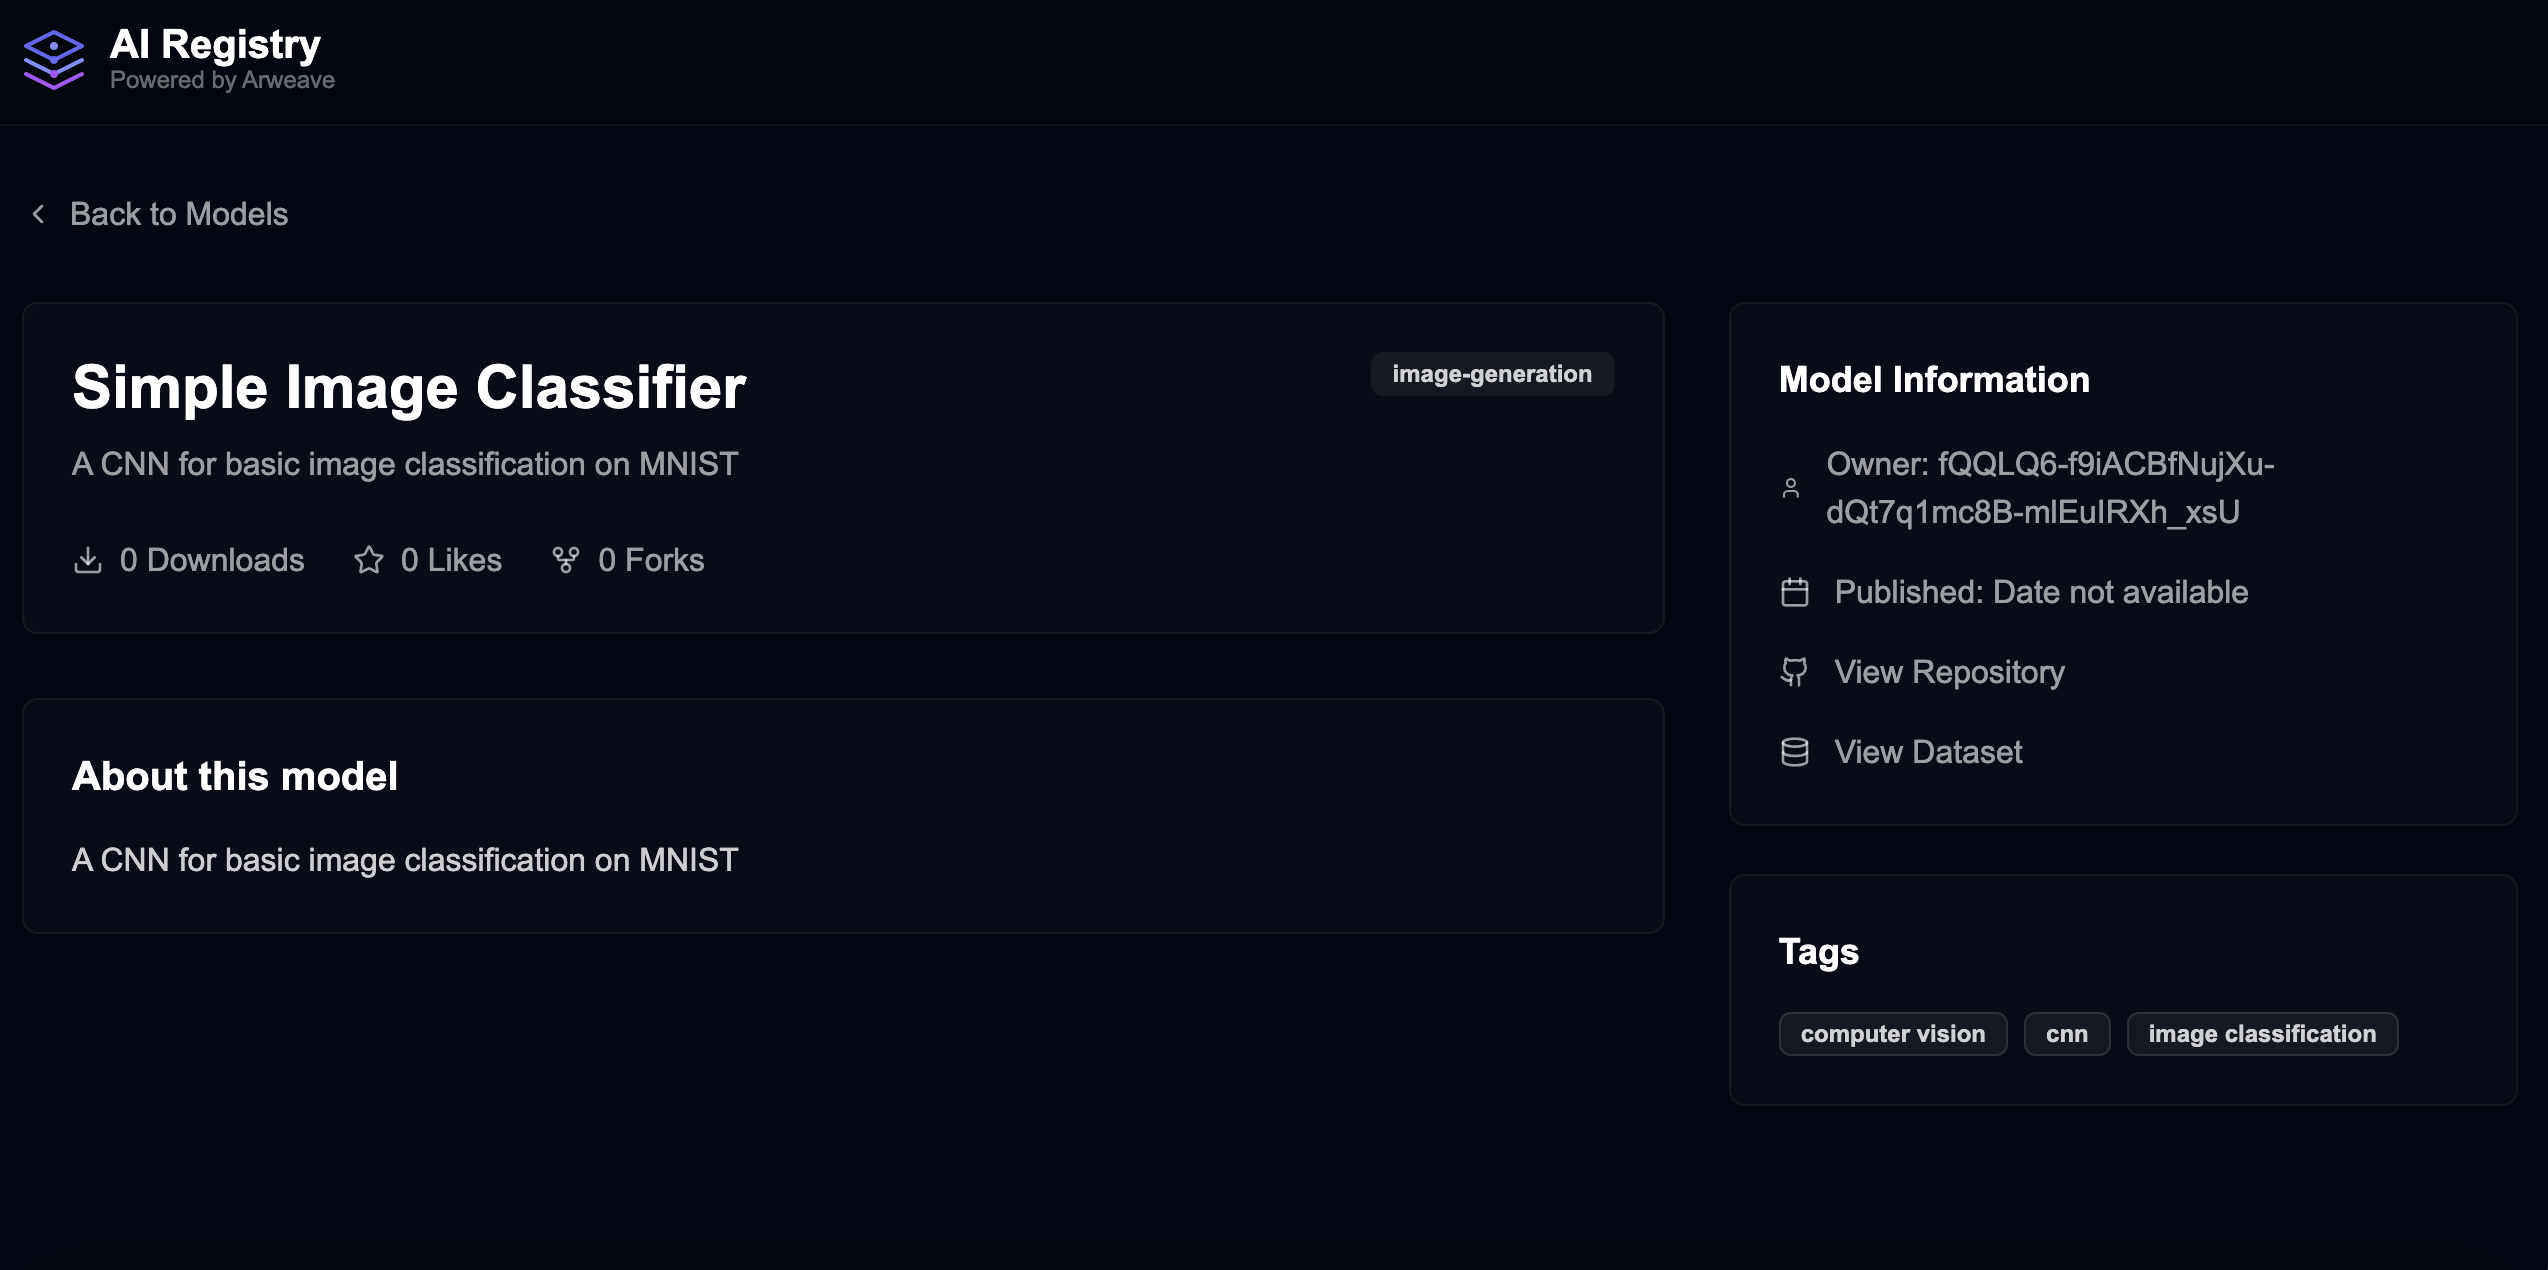 AI Registry
Powered by Arweave
Back to Models
Simple Image Classifier
image-generation
A CNN for basic image classification on MNIST
0 Downloads
0 Likes
0 Forks
About this model
A CNN for basic image classification on MNIST
Model Information
Owner: fQQLQ6-f9iACBfNujXu-
dQt7q1mc8B-mlEuIRXh_xsU
Published: Date not available
View Repository
View Dataset
Tags
computer vision
cnn
image classification